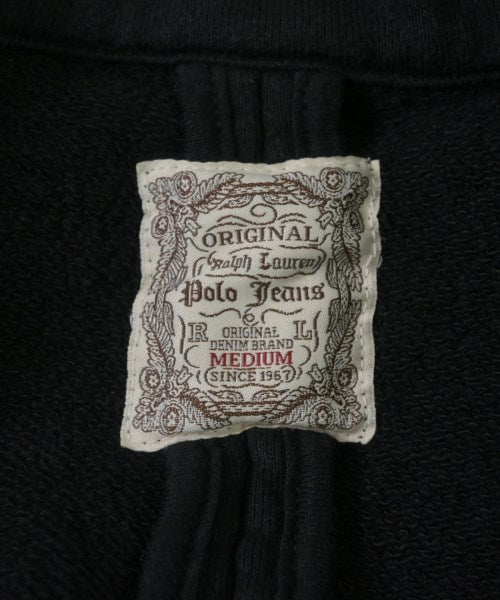 ORIGINAL
Ralph Lauren
Polo Jeans
R L
ORIGINAL
DENIM BRAND
MEDIUM
SINCE 1967